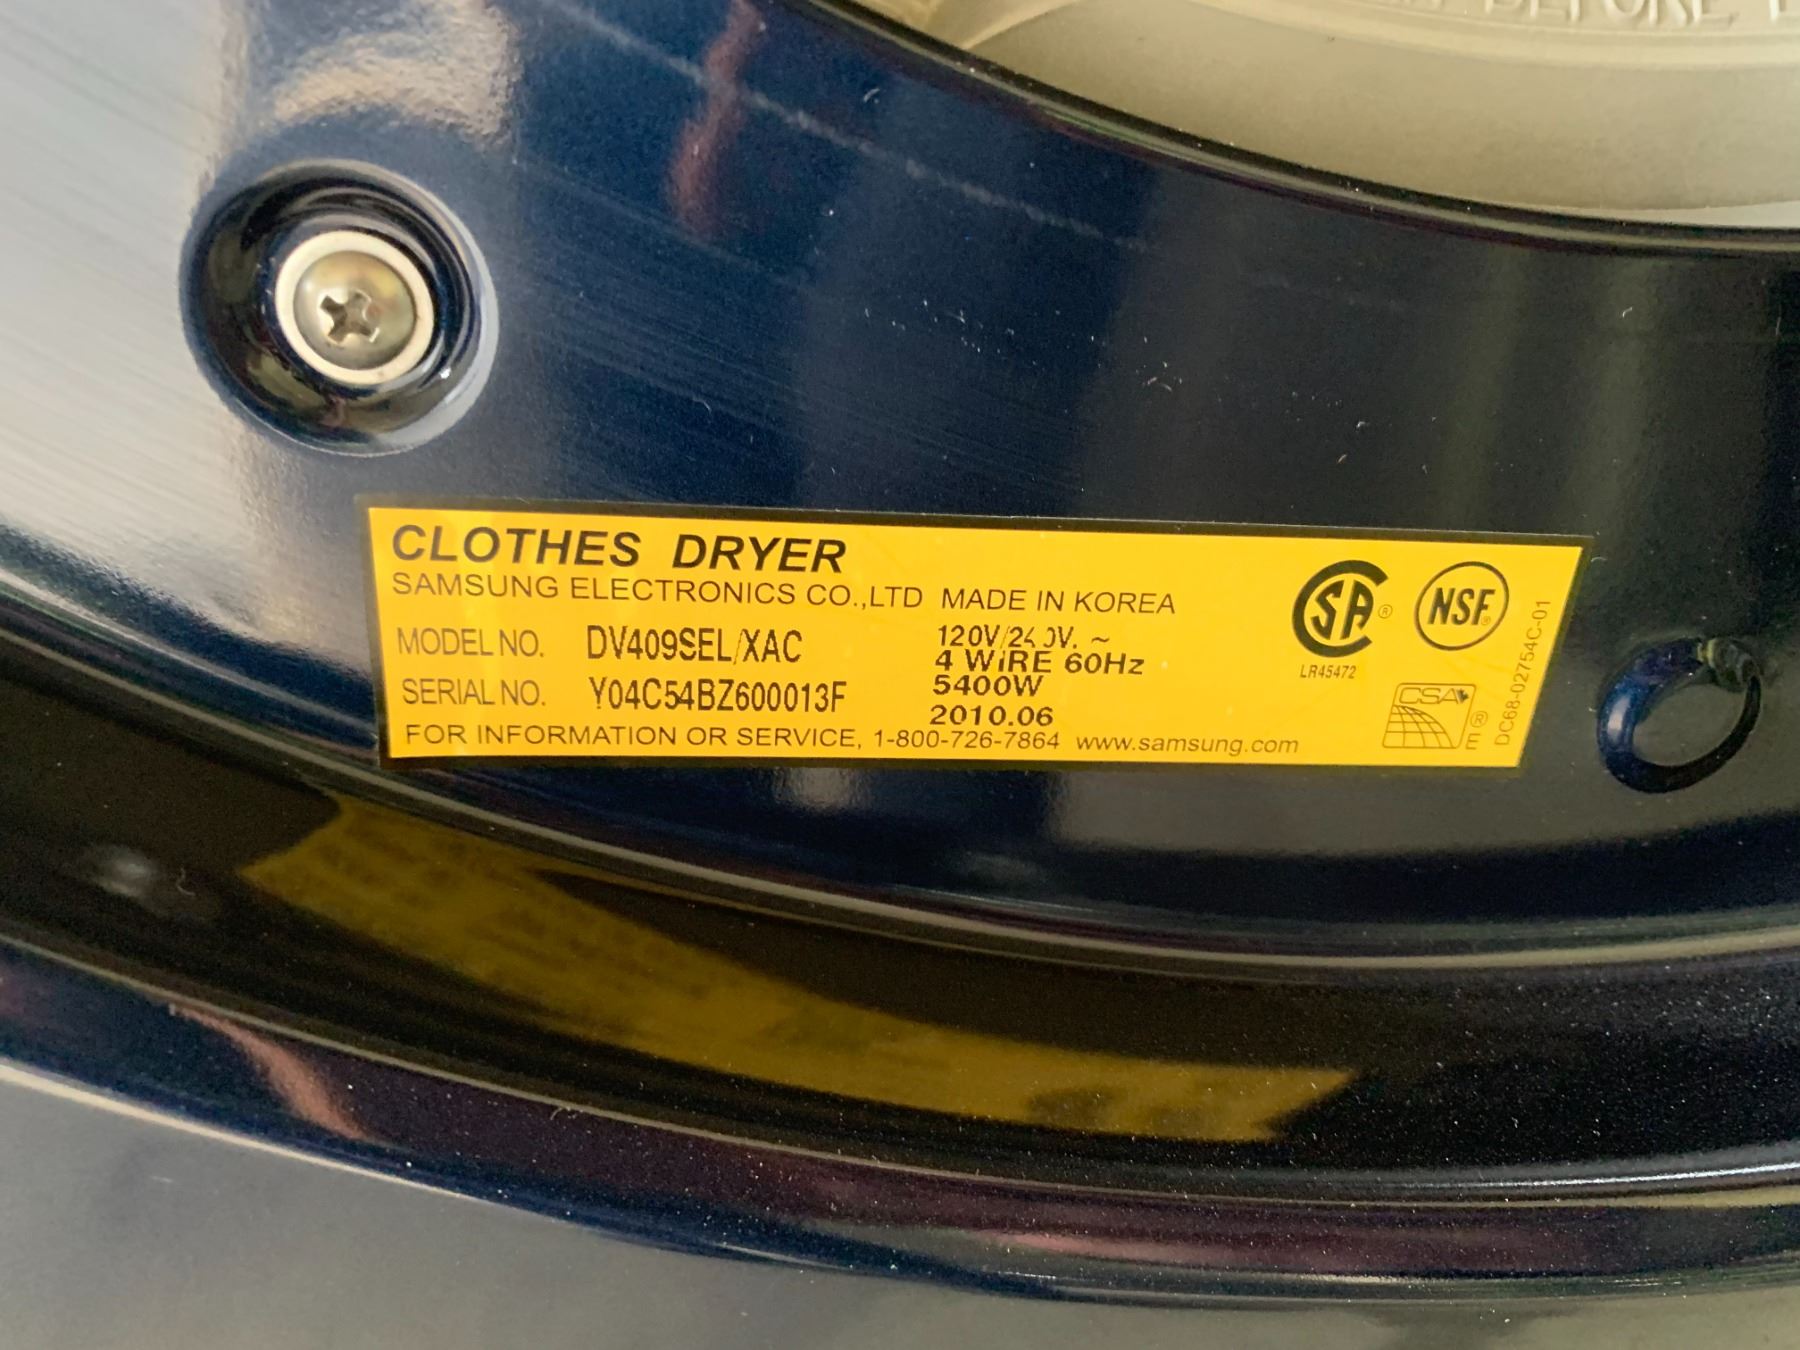 BEFORE
CLOTHES DRYER
SAMSUNG ELECTRONICS CO.,LTD MADE IN KOREA
MODEL NO. DV409SEL/XAC 120V/240V. ~
4 WIRE 60Hz
SERIAL NO. Y04C54BZ600013F 5400W
2010.06
FOR INFORMATION OR SERVICE, 1-800-726-7864 www.samsung.com
SA ®
LR45472
NSF®
CSA
® E
DC68-02754C-01